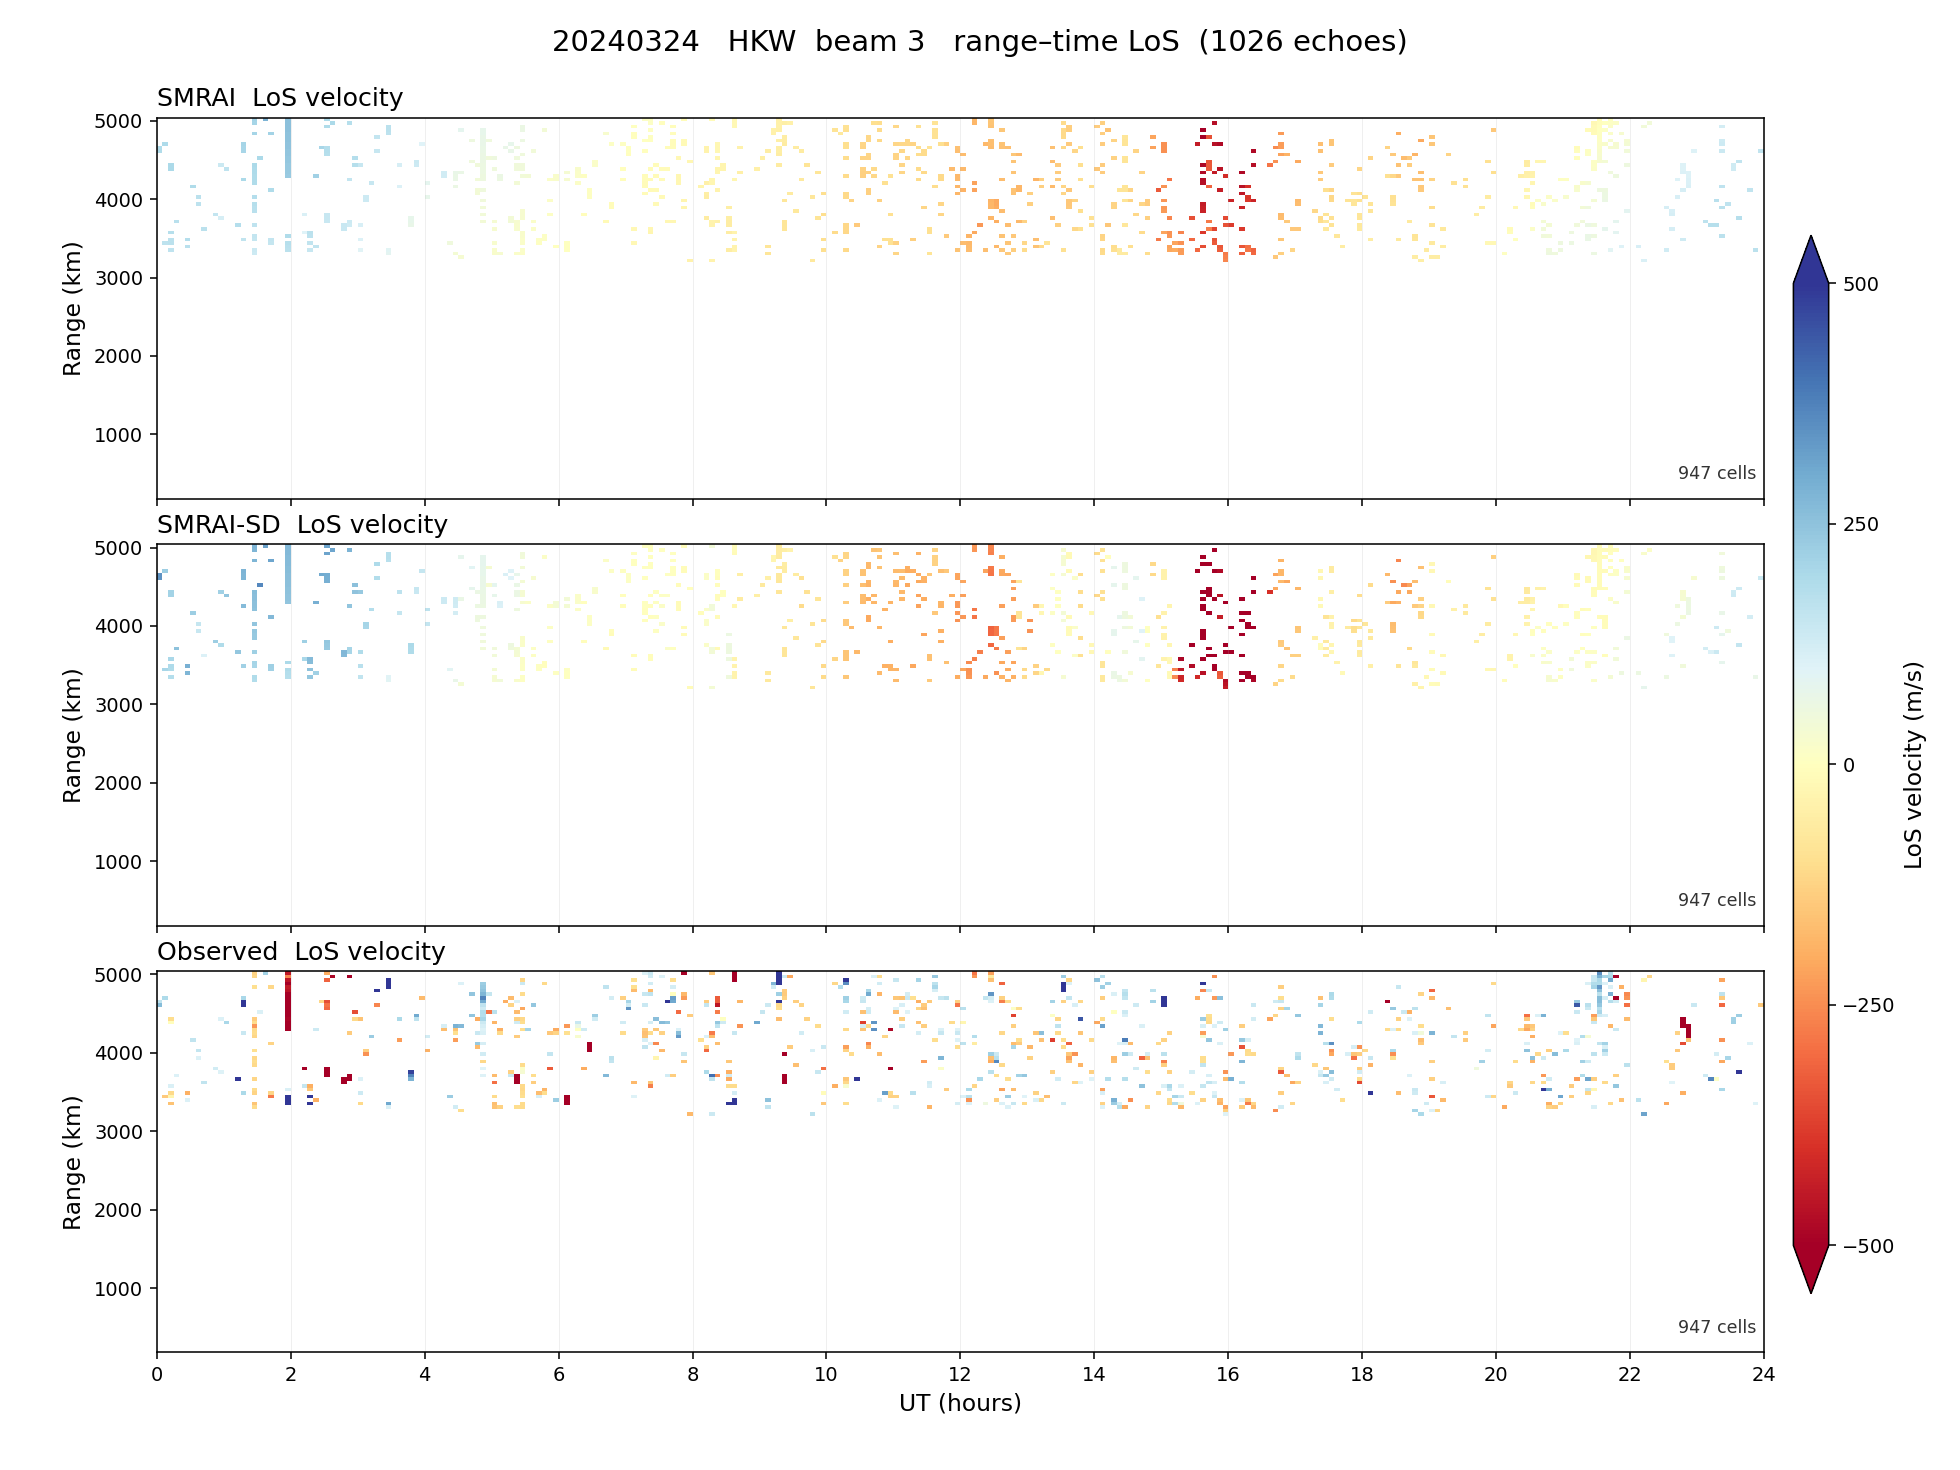 20240324   HKW  beam 3   range–time LoS  (1026 echoes)
SMRAI  LoS velocity
5000
4000
3000
2000
1000
Range (km)
947 cells
SMRAI-SD  LoS velocity
5000
4000
3000
2000
1000
Range (km)
947 cells
Observed  LoS velocity
5000
4000
3000
2000
1000
Range (km)
947 cells
0 2 4 6 8 10 12 14 16 18 20 22 24
UT (hours)
500
250
0
−250
−500
LoS velocity (m/s)